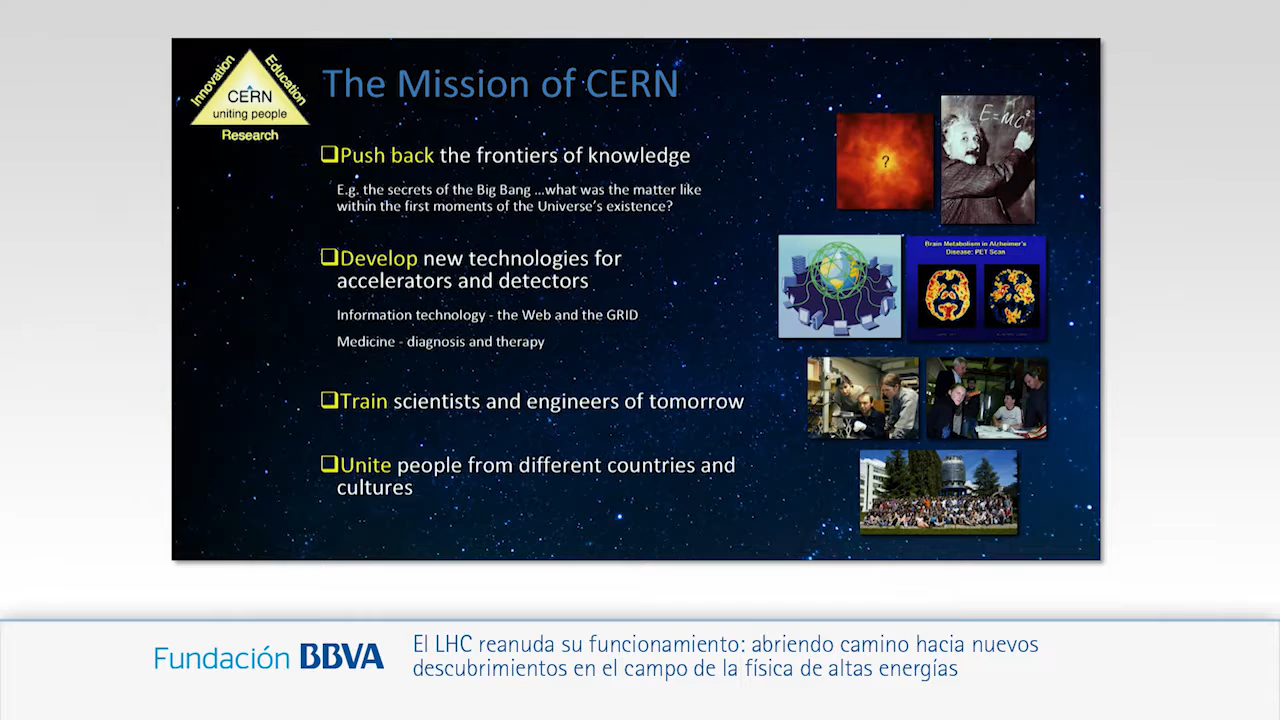 Innovation
Education
CERN
uniting people
Research
The Mission of CERN
❑Push back the frontiers of knowledge
E.g. the secrets of the Big Bang ...what was the matter like
within the first moments of the Universe's existence?
❑Develop new technologies for
accelerators and detectors
Information technology - the Web and the GRID
Medicine - diagnosis and therapy
❑Train scientists and engineers of tomorrow
❑Unite people from different countries and
cultures
?
E=MC²
Brain Metabolism in Alzheimer's
Disease: PET Scan
Fundación BBVA
El LHC reanuda su funcionamiento: abriendo camino hacia nuevos
descubrimientos en el campo de la física de altas energías